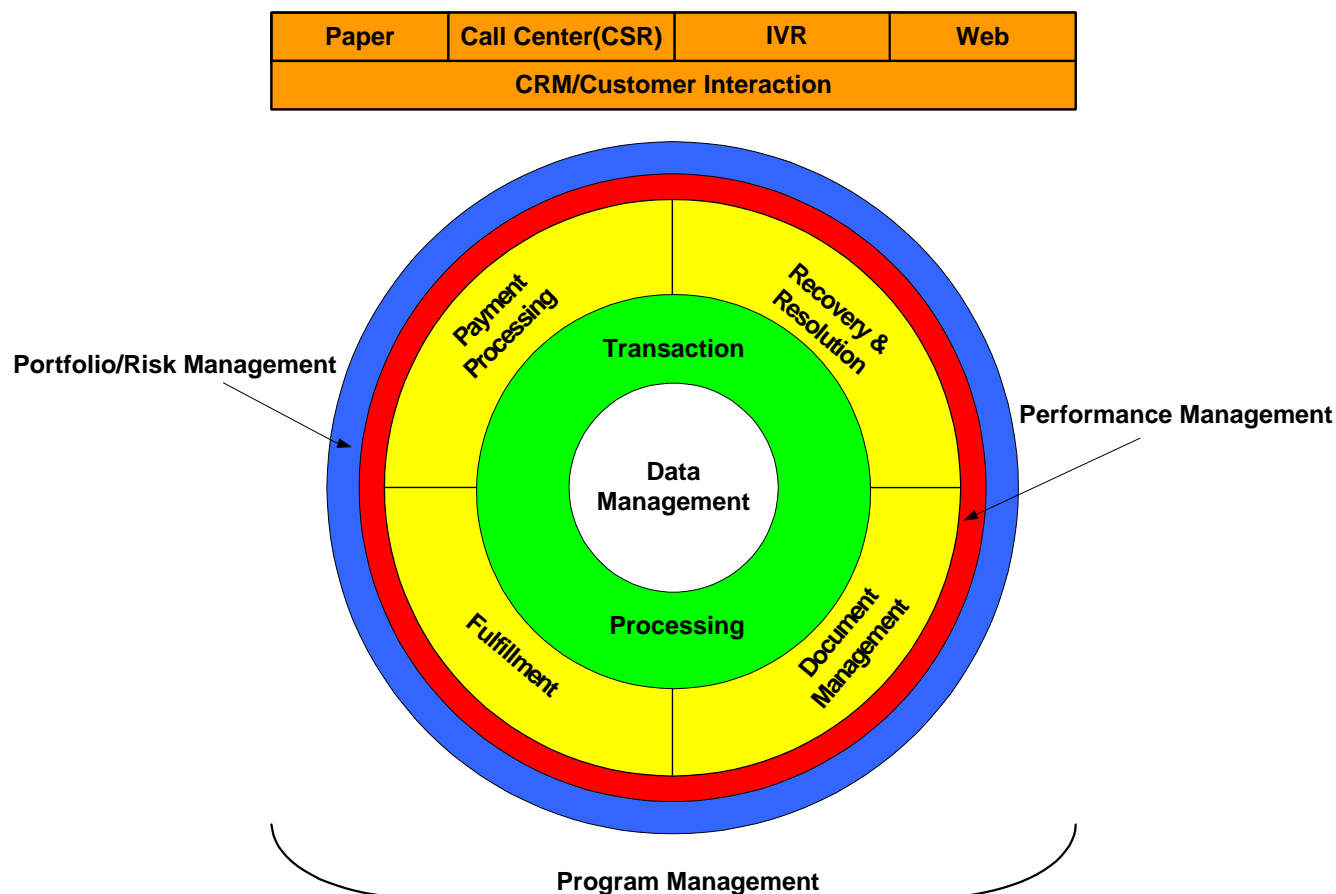 Paper
Call Center(CSR)
IVR
Web
CRM/Customer Interaction
Payment
Processing
Recovery &
Resolution
Transaction
Portfolio/Risk Management
Performance Management
Data
Management
Processing
Fulfillment
Document
Management
Program Management